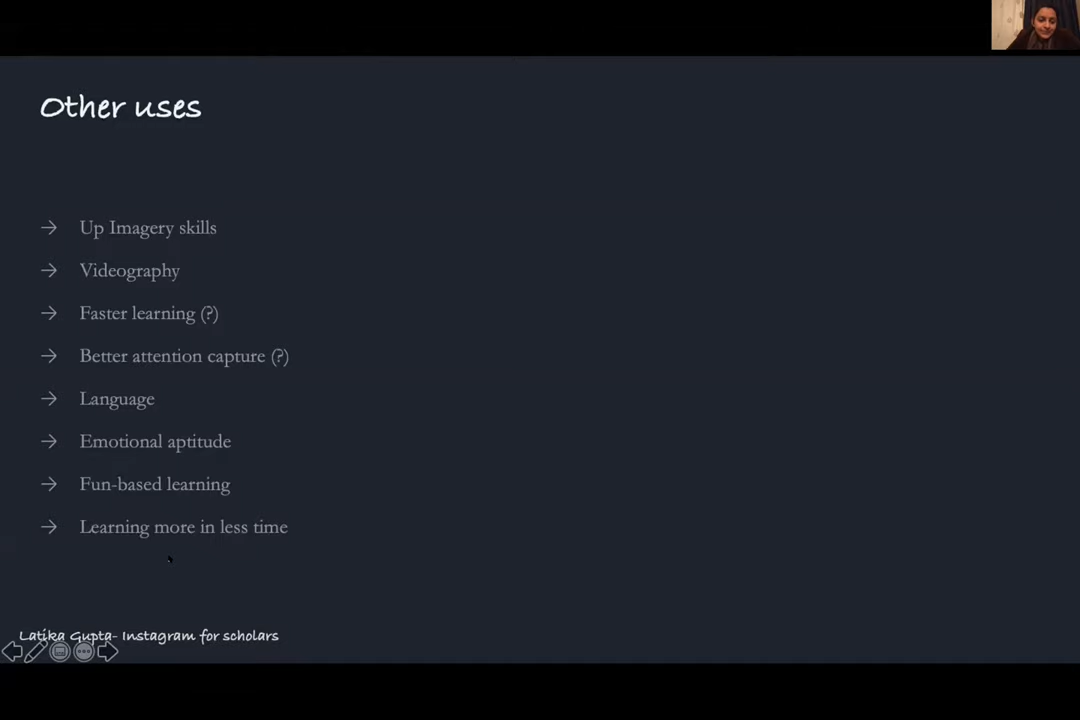 Other uses
→ Up Imagery skills
→ Videography
→ Faster learning (?)
→ Better attention capture (?)
→ Language
→ Emotional aptitude
→ Fun-based learning
→ Learning more in less time
Latika Gupta- Instagram for scholars